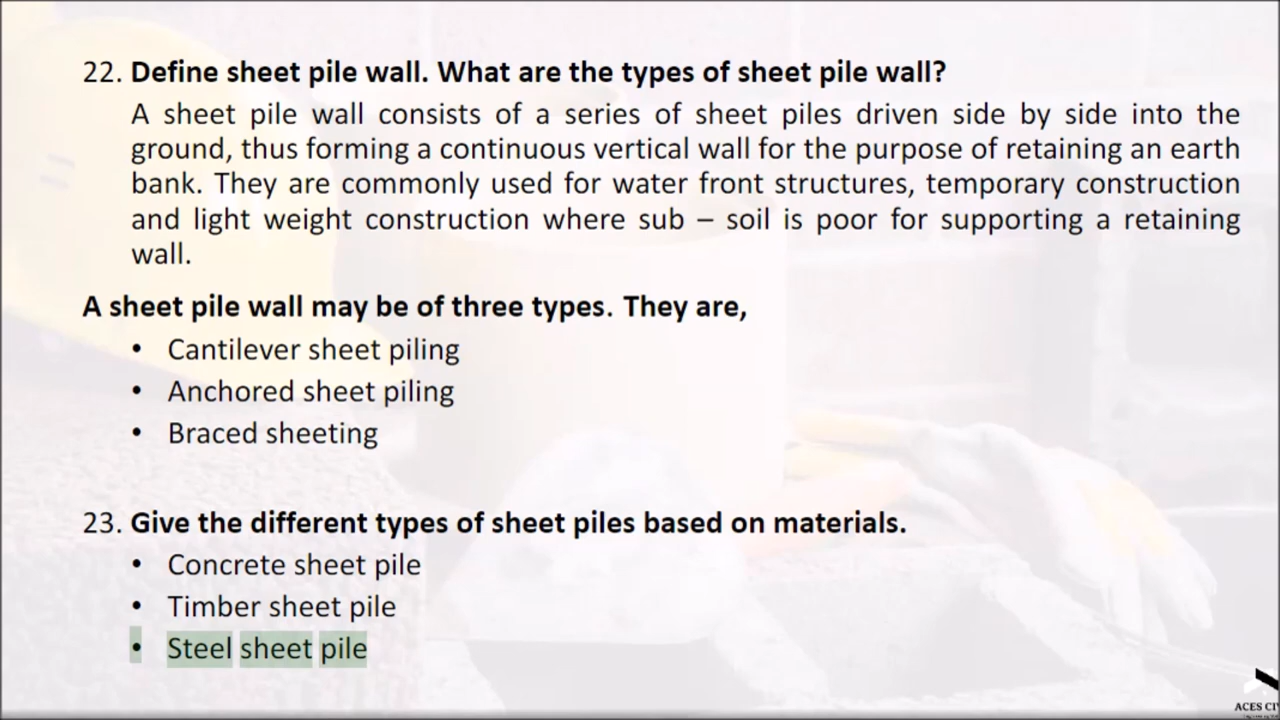 22. Define sheet pile wall. What are the types of sheet pile wall?
A sheet pile wall consists of a series of sheet piles driven side by side into the
ground, thus forming a continuous vertical wall for the purpose of retaining an earth
bank. They are commonly used for water front structures, temporary construction
and light weight construction where sub – soil is poor for supporting a retaining
wall.
A sheet pile wall may be of three types. They are,
• Cantilever sheet piling
• Anchored sheet piling
• Braced sheeting
23. Give the different types of sheet piles based on materials.
• Concrete sheet pile
• Timber sheet pile
• Steel sheet pile
ACES CI